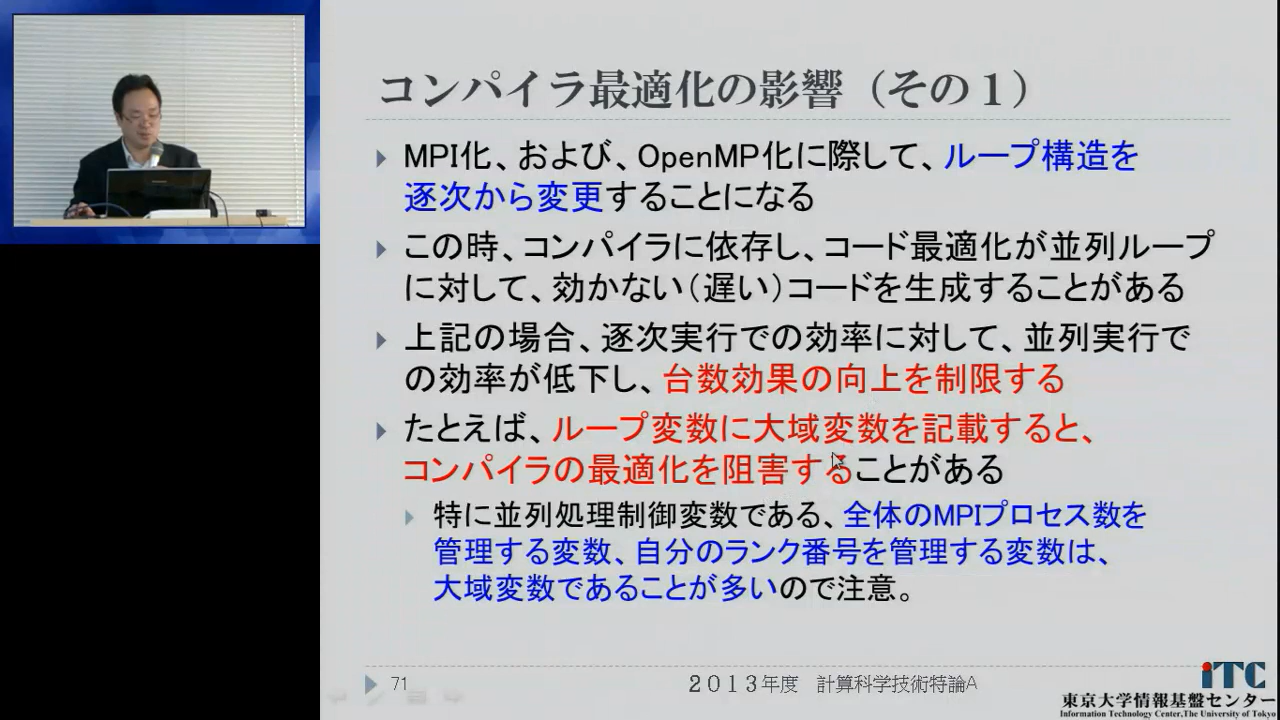 コンパイラ最適化の影響（その１）
MPI化、および、OpenMP化に際して、ループ構造を
逐次から変更することになる
この時、コンパイラに依存し、コード最適化が並列ループ
に対して、効かない（遅い）コードを生成することがある
上記の場合、逐次実行での効率に対して、並列実行で
の効率が低下し、台数効果の向上を制限する
たとえば、ループ変数に大域変数を記載すると、
コンパイラの最適化を阻害することがある
特に並列処理制御変数である、全体のMPIプロセス数を
管理する変数、自分のランク番号を管理する変数は、
大域変数であることが多いので注意。
71
２０１３年度 計算科学技術特論A
iTC
東京大学情報基盤センター
Information Technology Center,The University of Tokyo